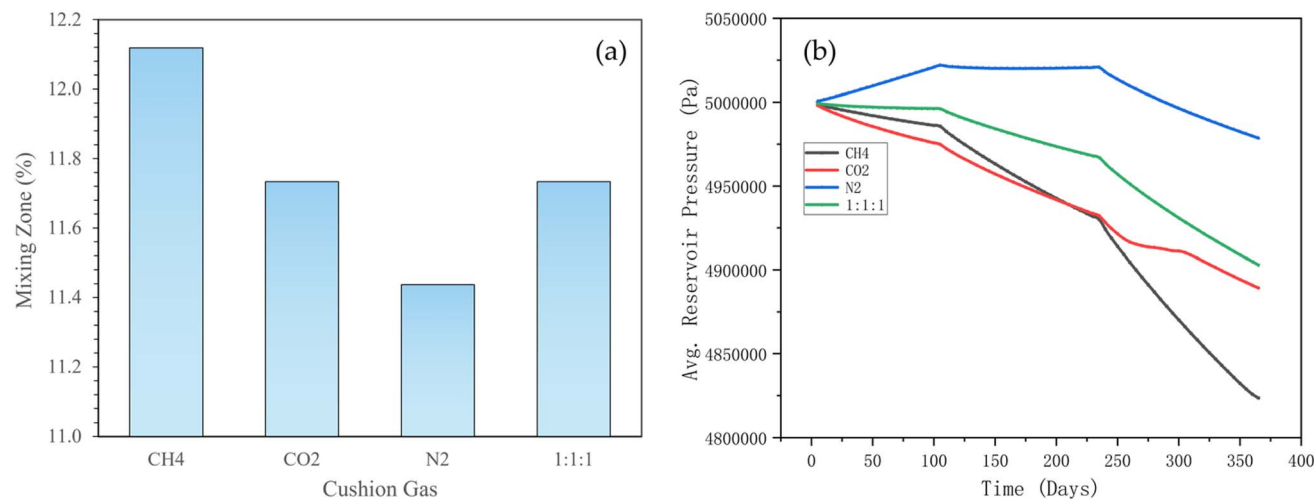 (a)
Mixing Zone (%)
12.2
12.0
11.8
11.6
11.4
11.2
11.0
CH4 CO2 N2 1:1:1
Cushion Gas
(b)
Avg. Reservoir Pressure (Pa)
5050000
5000000
4950000
4900000
4850000
4800000
CH4
CO2
N2
1:1:1
0 50 100 150 200 250 300 350 400
Time (Days)